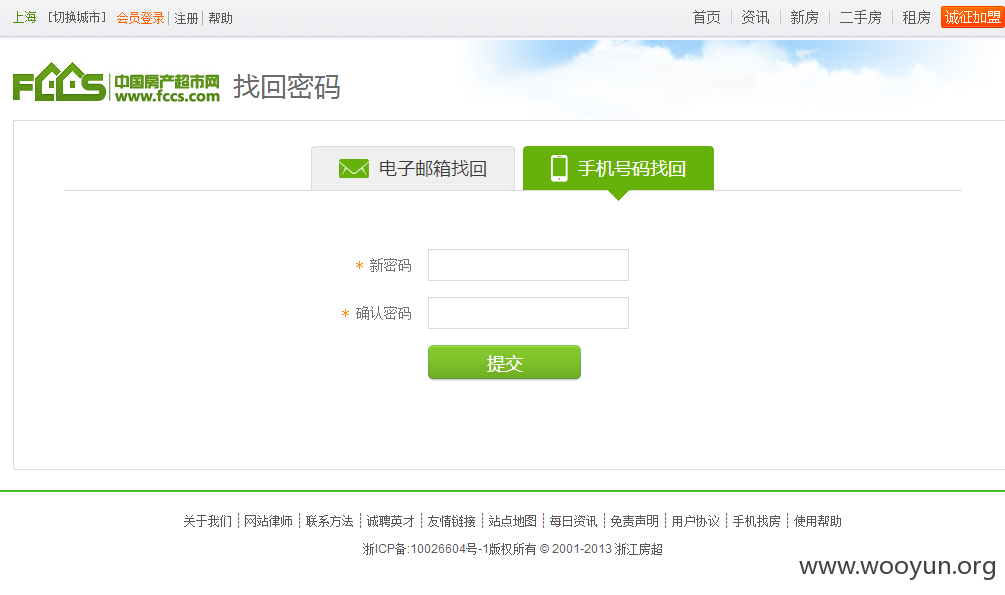 上海 [切换城市] 会员登录 | 注册 | 帮助 首页 | 资讯 | 新房 | 二手房 | 租房 诚征加盟
FCCS 中国房产超市网 www.fccs.com 找回密码
电子邮箱找回 手机号码找回
* 新密码
* 确认密码
提交
关于我们 网站律师 联系方法 诚聘英才 友情链接 站点地图 每日资讯 免责声明 用户协议 手机找房 使用帮助
浙ICP备:10026604号-1版权所有 © 2001-2013 浙江房超
www.wooyun.org